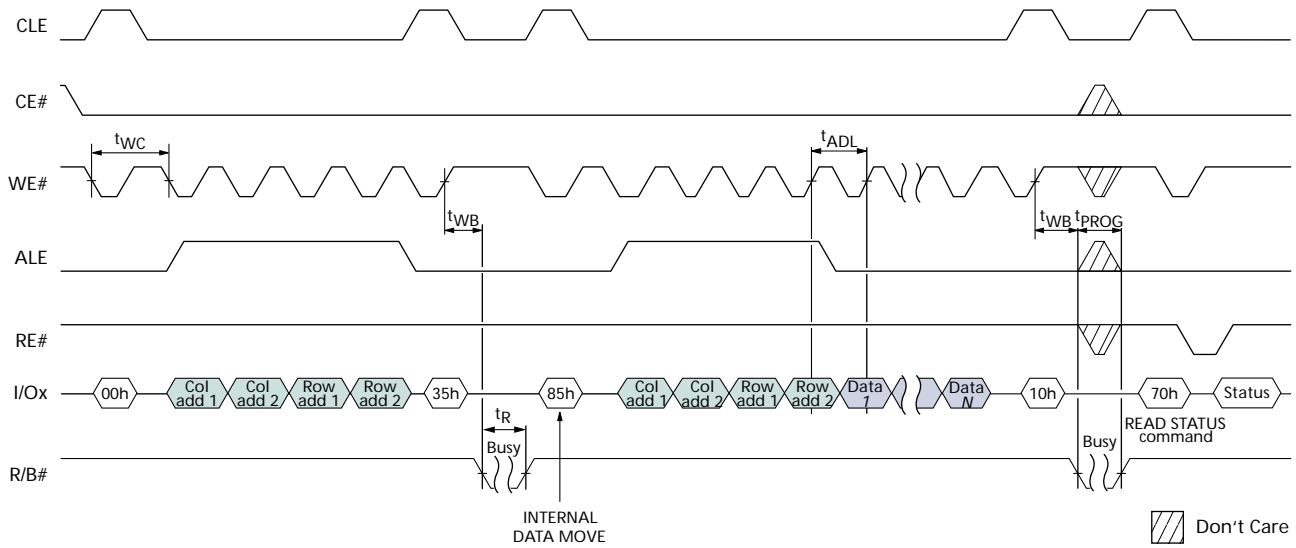 CLE
CE#
tWC
tADL
WE#
tWB
tWB
tPROG
ALE
RE#
I/Ox
00h
Col
add 1
Col
add 2
Row
add 1
Row
add 2
35h
85h
Col
add 1
Col
add 2
Row
add 1
Row
add 2
Data
1
Data
N
10h
70h
Status
tR
READ STATUS
command
Busy
Busy
R/B#
INTERNAL
DATA MOVE
Don't Care